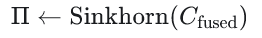 Π ← Sinkhorn(C_fused)